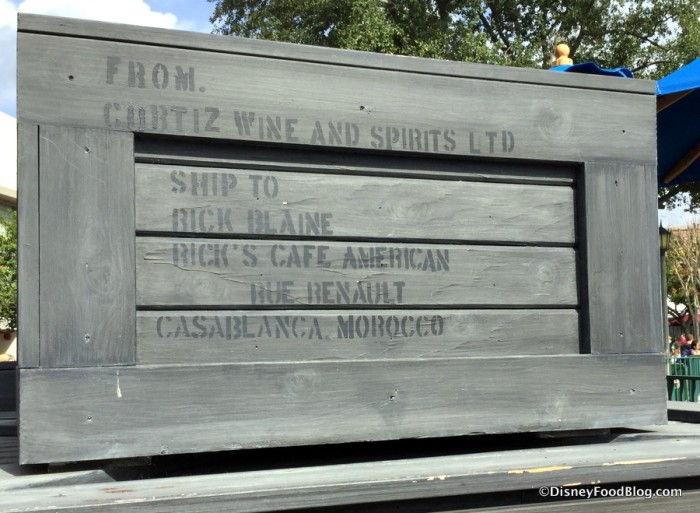 FROM.
CURTIZ WINE AND SPIRITS LTD
SHIP TO
RICK BLAINE
RICK'S CAFE AMERICAN
RUE RENAULT
CASABLANCA. MOROCCO
©DisneyFoodBlog.com